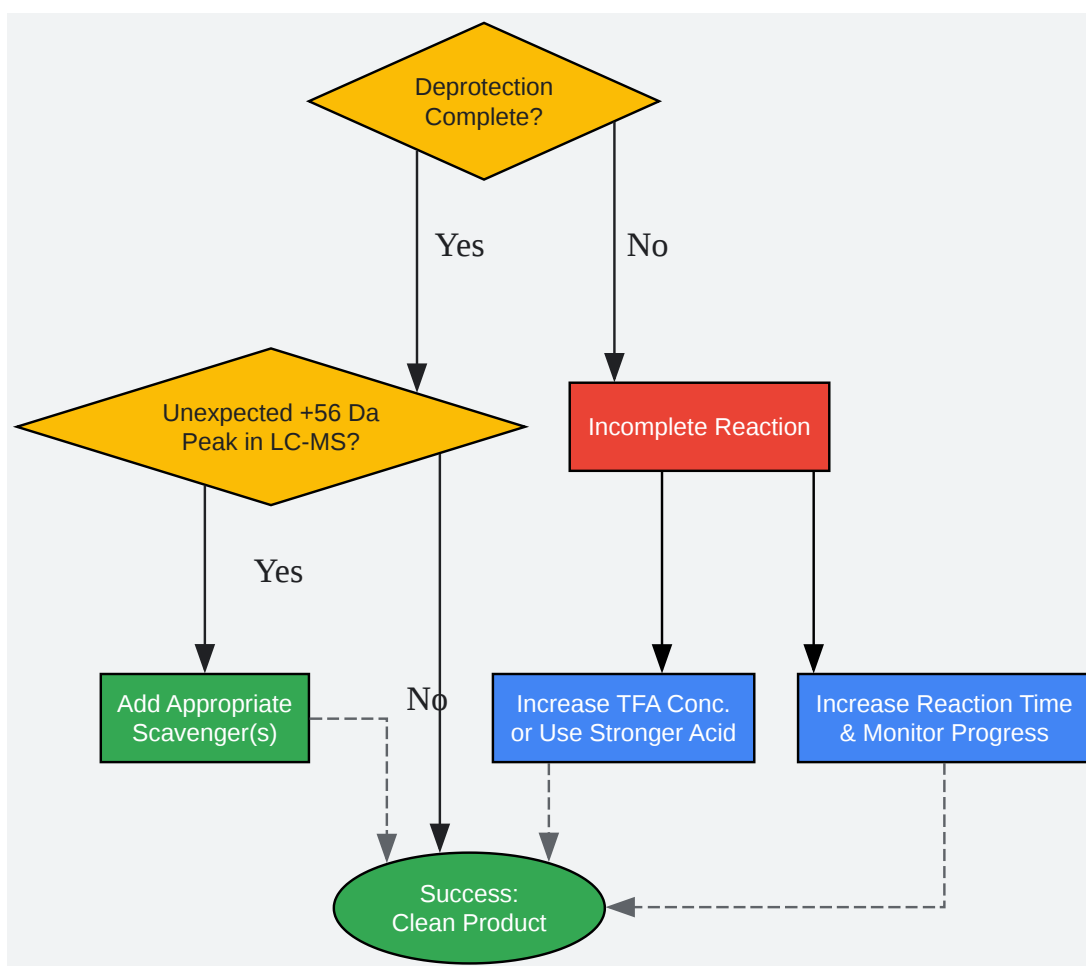 Deprotection
Complete?
Yes
No
Unexpected +56 Da
Peak in LC-MS?
Incomplete Reaction
Yes
No
Add Appropriate
Scavenger(s)
Increase TFA Conc.
or Use Stronger Acid
Increase Reaction Time
& Monitor Progress
Success:
Clean Product